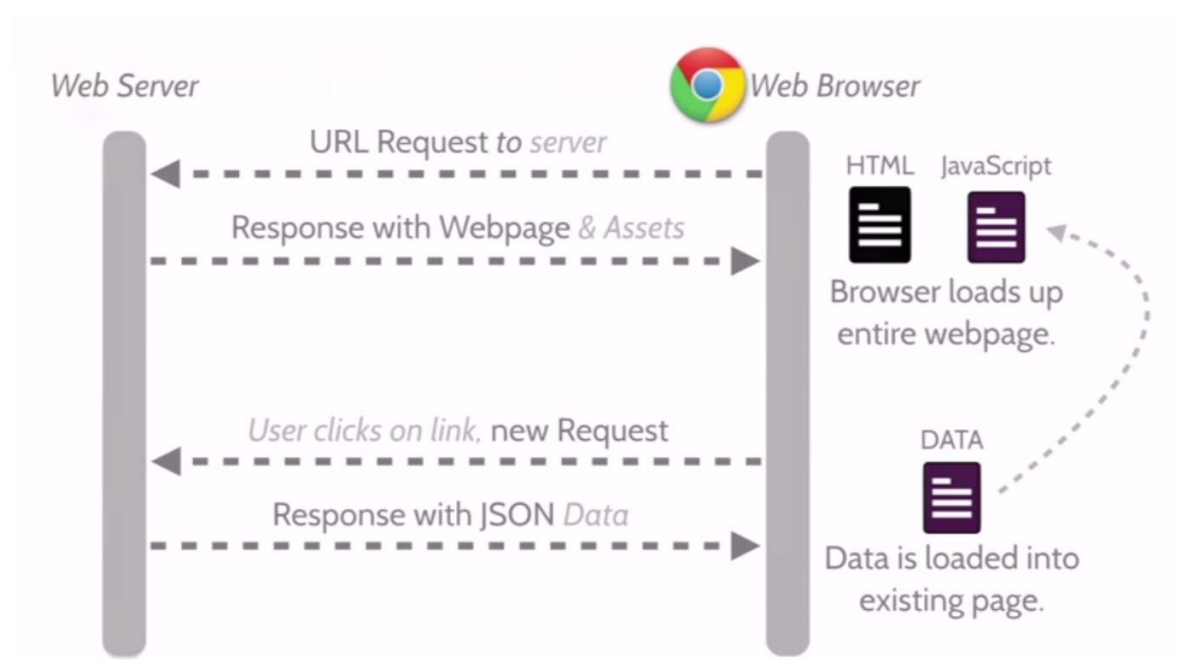 Web Server
Web Browser
URL Request to server
HTML
JavaScript
Response with Webpage & Assets
Browser loads up
entire webpage.
User clicks on link, new Request
DATA
Response with JSON Data
Data is loaded into
existing page.